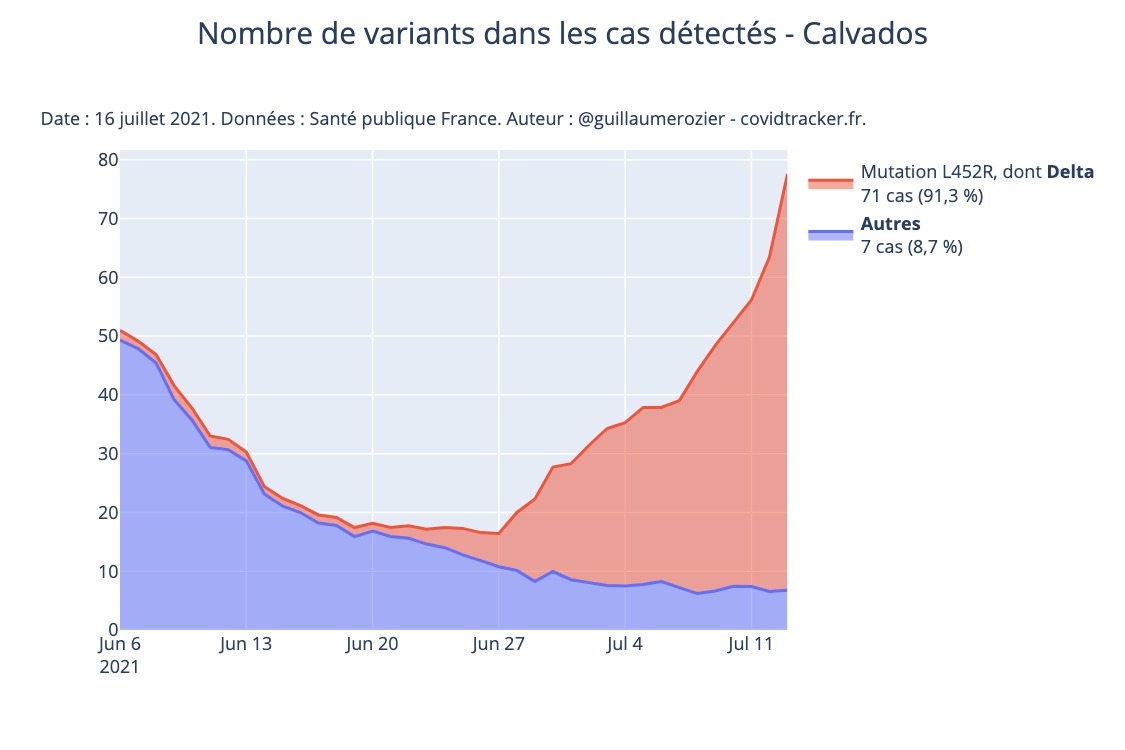 Nombre de variants dans les cas détectés - Calvados
Date : 16 juillet 2021. Données : Santé publique France. Auteur : @guillaumerozier - covidtracker.fr.
Mutation L452R, dont Delta
71 cas (91,3 %)
Autres
7 cas (8,7 %)
80
70
60
50
40
30
20
10
0
Jun 6 Jun 13 Jun 20 Jun 27 Jul 4 Jul 11
2021